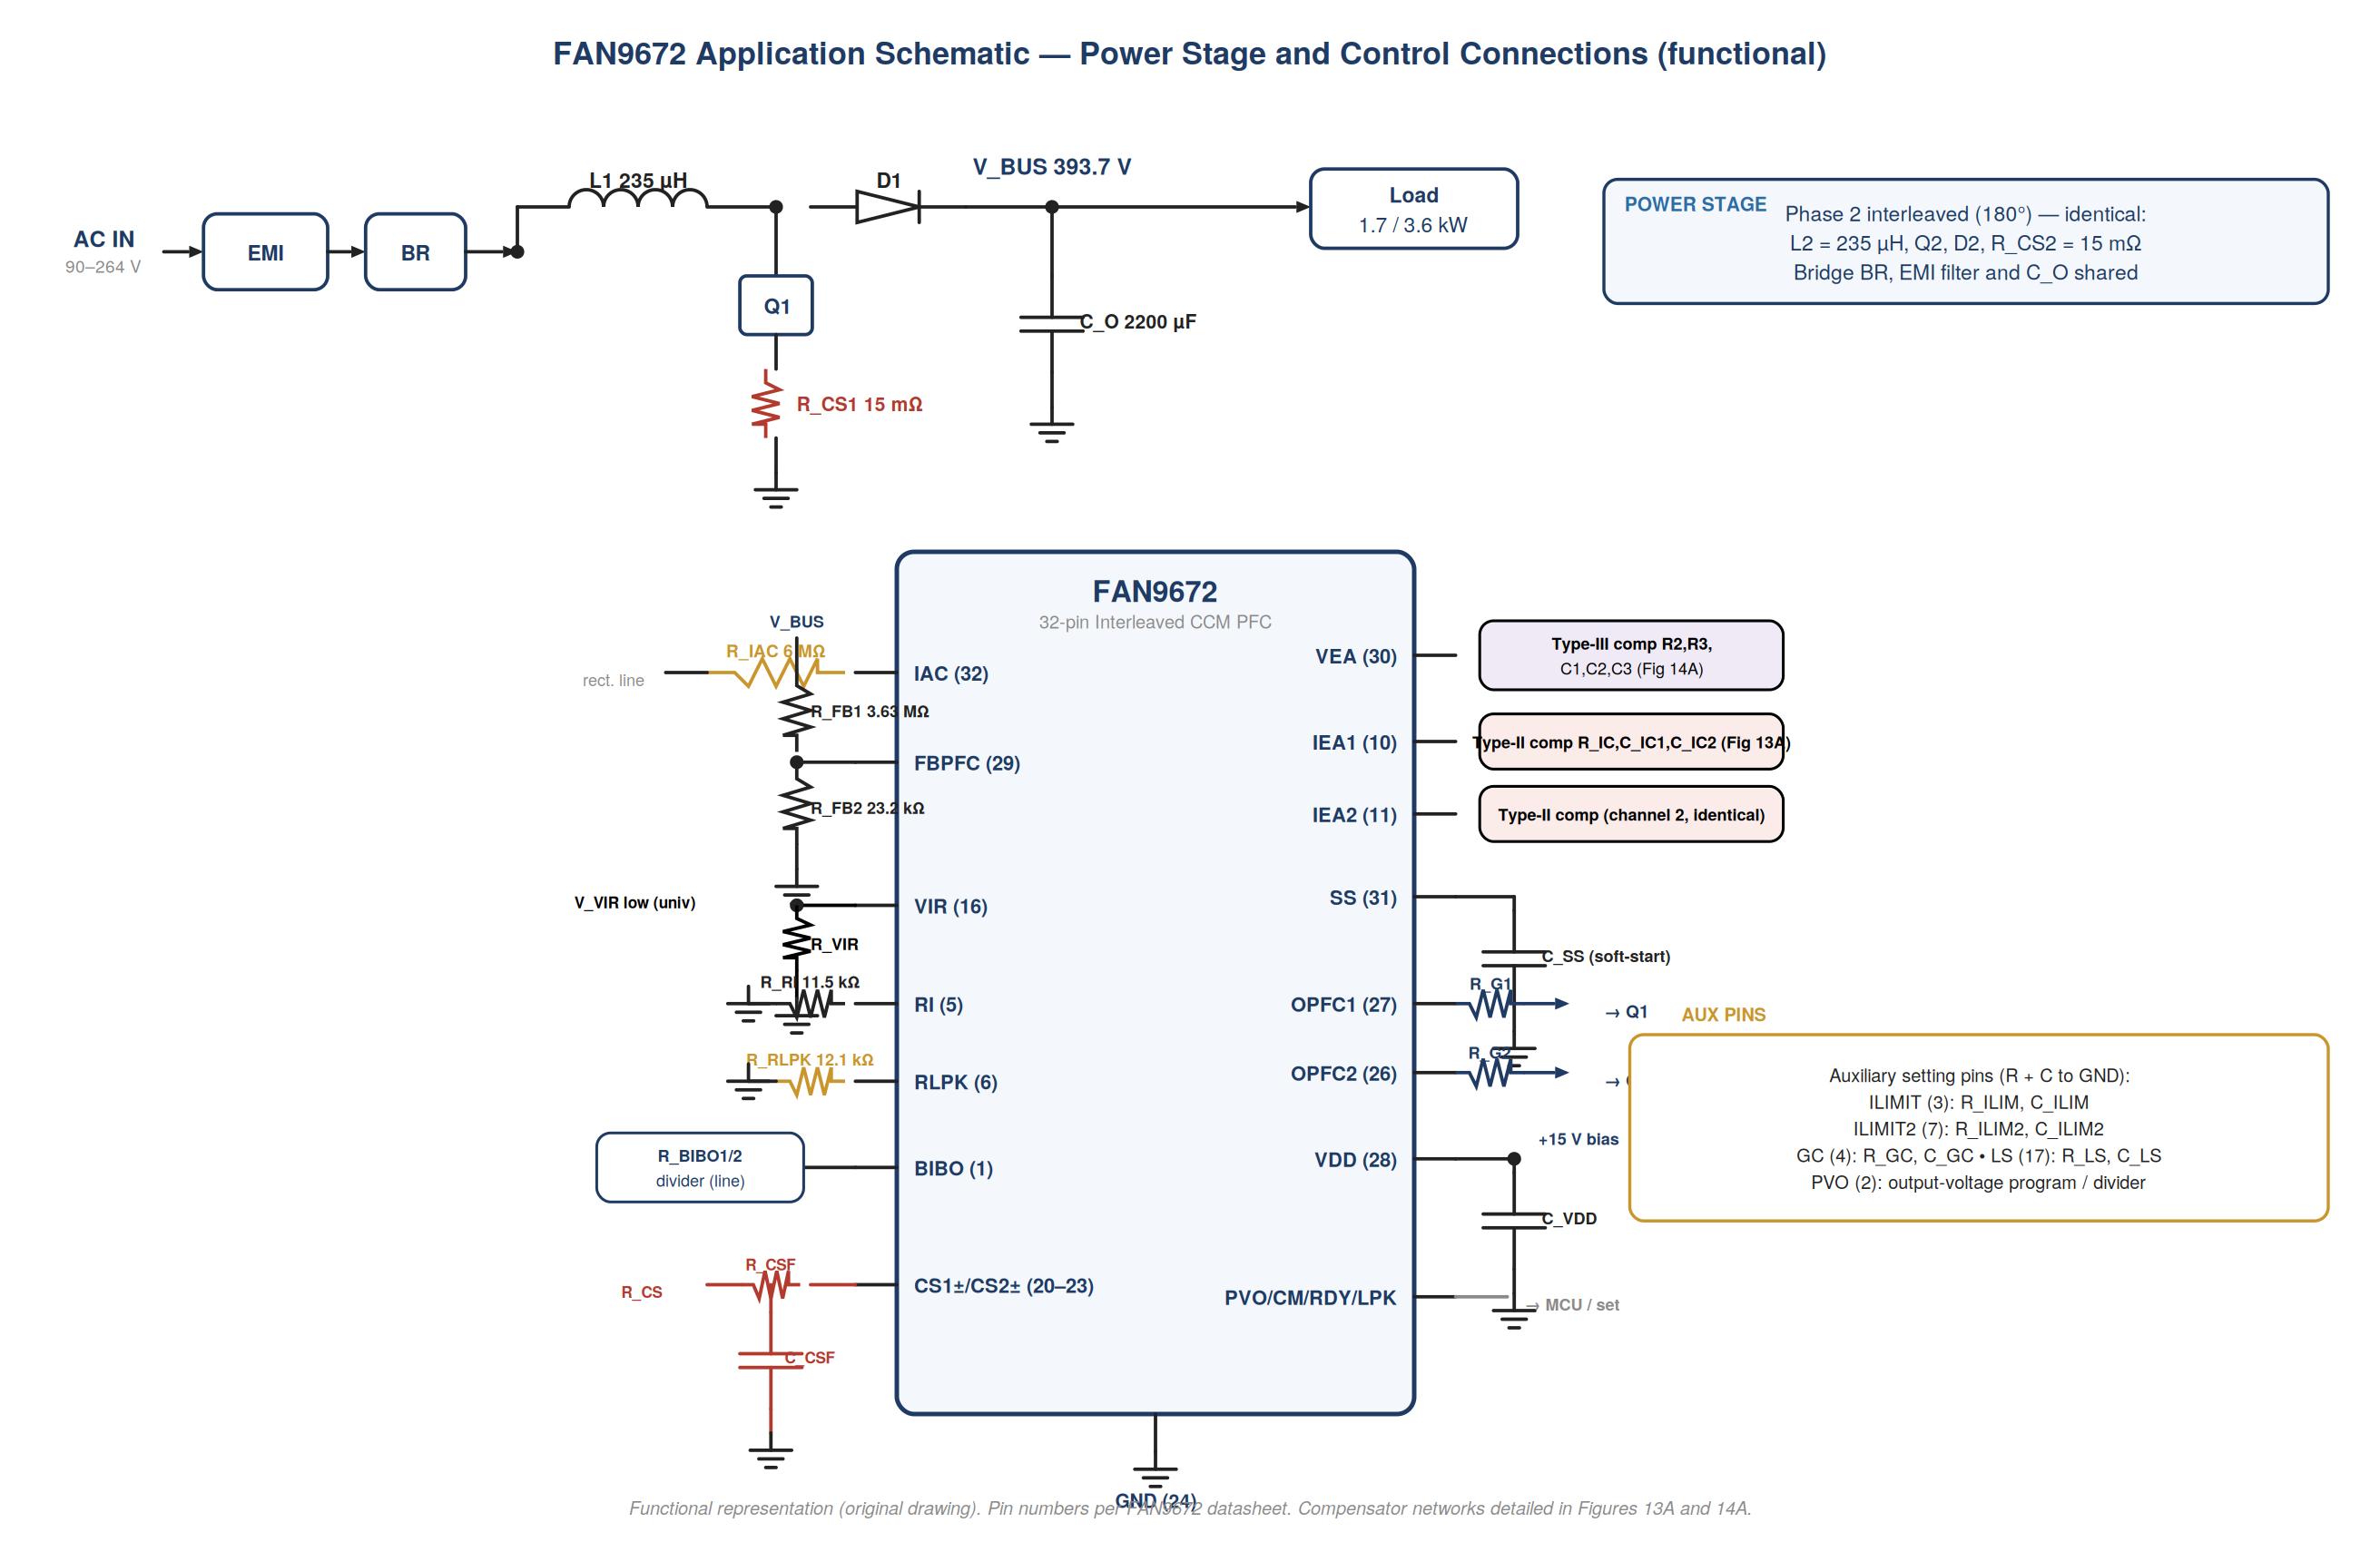 FAN9672 Application Schematic — Power Stage and Control Connections (functional)
V_BUS 393.7 V
L1 235 µH
D1
Load
1.7 / 3.6 kW
POWER STAGE
Phase 2 interleaved (180°) — identical:
L2 = 235 µH, Q2, D2, R_CS2 = 15 mΩ
Bridge BR, EMI filter and C_O shared
AC IN
90–264 V
EMI
BR
Q1
C_O 2200 µF
R_CS1 15 mΩ
FAN9672
32-pin Interleaved CCM PFC
V_BUS
R_IAC 6 MΩ
rect. line
IAC (32)
R_FB1 3.63 MΩ
FBPFC (29)
R_FB2 23.2 kΩ
V_VIR low (univ)
VIR (16)
R_VIR
R_RI 11.5 kΩ
RI (5)
R_RLPK 12.1 kΩ
RLPK (6)
R_BIBO1/2
divider (line)
BIBO (1)
R_CSF
R_CS
CS1±/CS2± (20–23)
C_CSF
VEA (30)
Type-III comp R2,R3,
C1,C2,C3 (Fig 14A)
IEA1 (10)
Type-II comp R_IC,C_IC1,C_IC2 (Fig 13A)
IEA2 (11)
Type-II comp (channel 2, identical)
SS (31)
C_SS (soft-start)
R_G1
OPFC1 (27)
→ Q1
R_G2
OPFC2 (26)
→
+15 V bias
VDD (28)
C_VDD
PVO/CM/RDY/LPK
→ MCU / set
AUX PINS
Auxiliary setting pins (R + C to GND):
ILIMIT (3): R_ILIM, C_ILIM
ILIMIT2 (7): R_ILIM2, C_ILIM2
GC (4): R_GC, C_GC • LS (17): R_LS, C_LS
PVO (2): output-voltage program / divider
GND (24)
Functional representation (original drawing). Pin numbers per FAN9672 datasheet. Compensator networks detailed in Figures 13A and 14A.